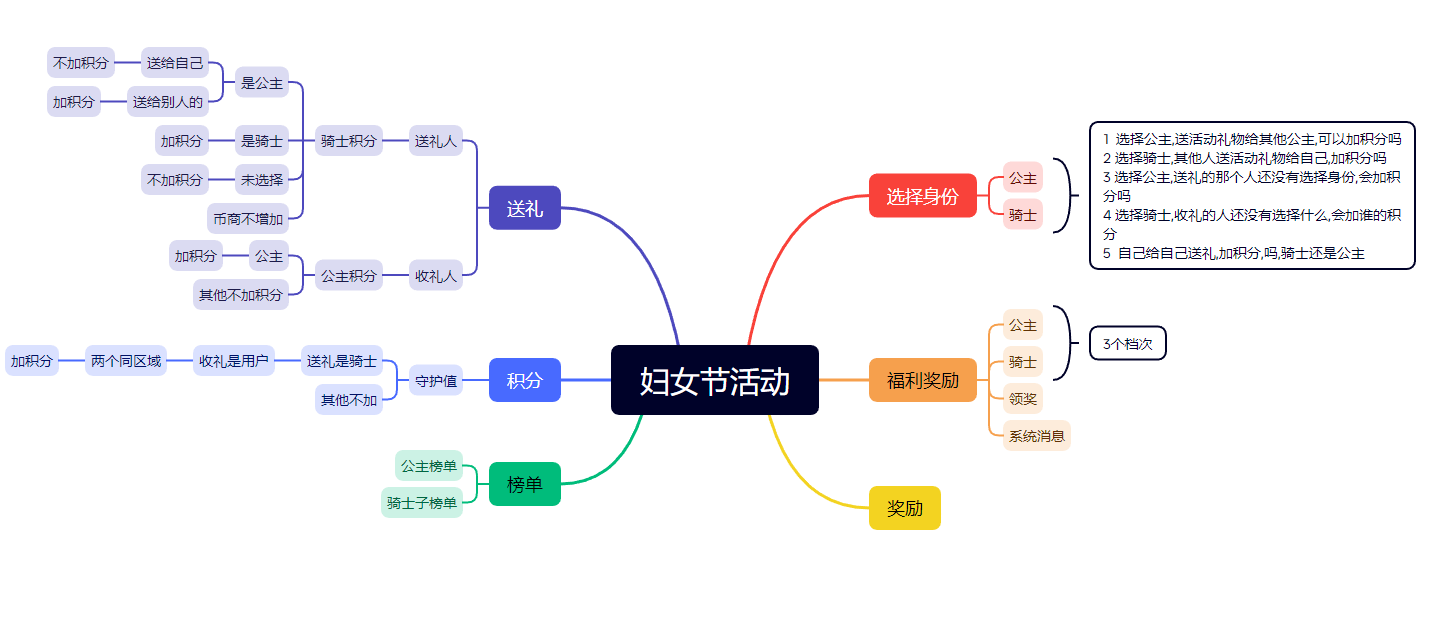 妇女节活动
选择身份
公主
骑士
1 选择公主,送活动礼物给其他公主,可以加积分吗
2 选择骑士,其他人送活动礼物给自己,加积分吗
3 选择公主,送礼的那个人还没有选择身份,会加积
分吗
4 选择骑士,收礼的人还没有选择什么,会加谁的积
分
5 自己给自己送礼,加积分,吗,骑士还是公主
福利奖励
公主
骑士
领奖
系统消息
3个档次
奖励
送礼
送礼人
骑士积分
是公主
送给自己
不加积分
送给别人的
加积分
是骑士
加积分
未选择
不加积分
币商不增加
收礼人
公主积分
公主
加积分
其他不加积分
积分
守护值
送礼是骑士
收礼是用户
两个同区域
加积分
其他不加
榜单
公主榜单
骑士子榜单